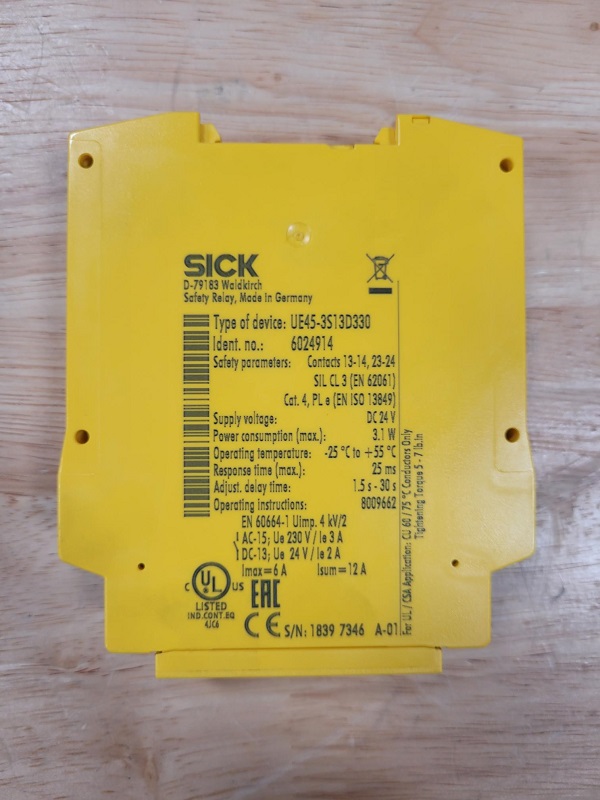 SICK
D-79183 Waldkirch
Safety Relay, Made in Germany
Type of device: UE45-3S13D330
Ident. no.: 6024914
Safety parameters: Contacts 13-14, 23-24
SIL CL 3 (EN 62061)
Cat. 4, PL e (EN ISO 13849)
Supply voltage: DC 24 V
Power consumption (max.): 3.1 W
Operating temperature: -25 °C to +55 °C
Response time (max.): 25 ms
Adjust. delay time: 1.5 s - 30 s
Operating instructions: 8009662
EN 60664-1 Uimp. 4 kV/2
AC-15; Ue 230 V / Ie 3 A
DC-13; Ue 24 V / Ie 2 A
Imax=6 A Isum=12 A
C UL US
LISTED
IND.CONT.EQ
4JC6
EAC
CE S/N: 1839 7346 A-01
For UL / CSA Application: CU 60 / 75 °C Conductors Only
Tightening Torque 5 - 7 lb.in